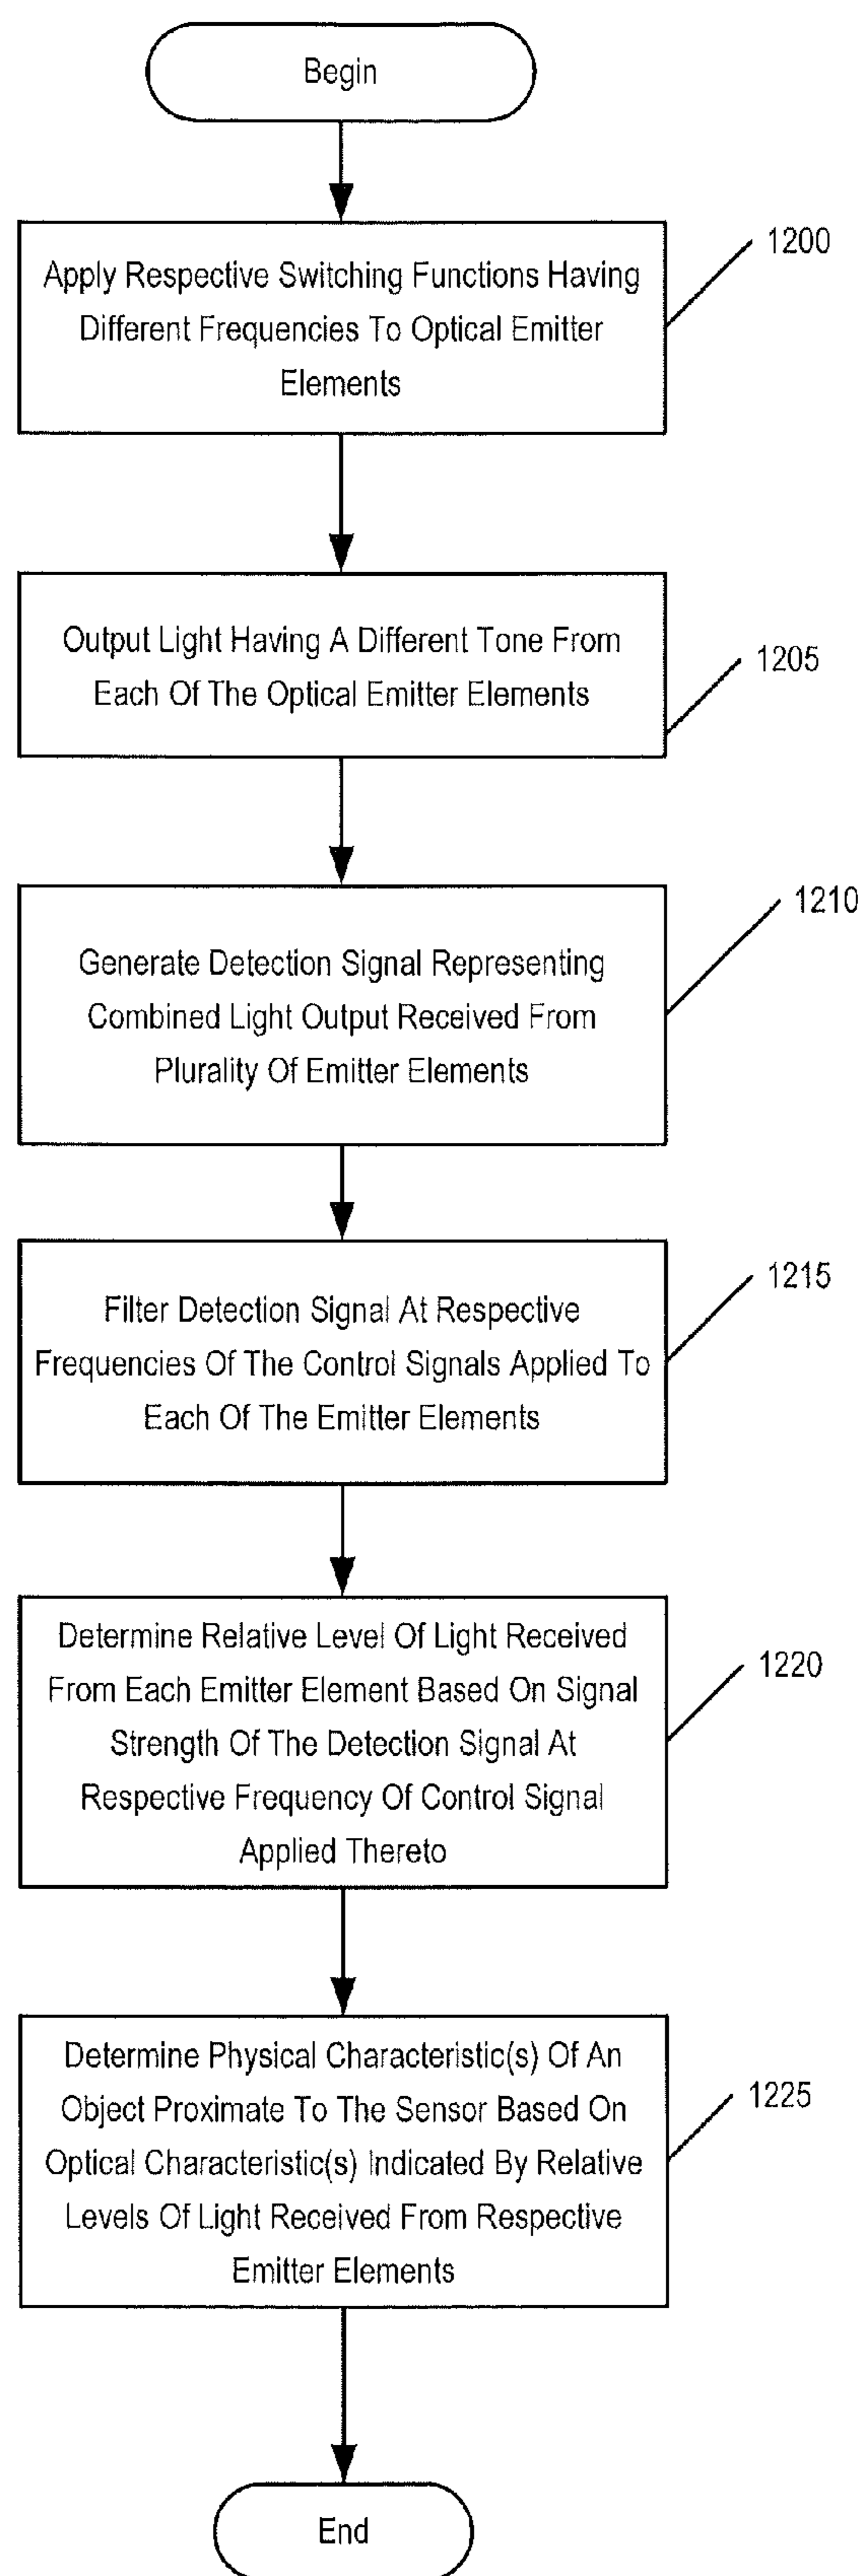 Begin
Apply Respective Switching Functions Having
Different Frequencies To Optical Emitter
Elements
1200
Output Light Having A Different Tone From
Each Of The Optical Emitter Elements
1205
Generate Detection Signal Representing
Combined Light Output Received From
Plurality Of Emitter Elements
1210
Filter Detection Signal At Respective
Frequencies Of The Control Signals Applied To
Each Of The Emitter Elements
1215
Determine Relative Level Of Light Received
From Each Emitter Element Based On Signal
Strength Of The Detection Signal At
Respective Frequency Of Control Signal
Applied Thereto
1220
Determine Physical Characteristic(s) Of An
Object Proximate To The Sensor Based On
Optical Characteristic(s) Indicated By Relative
Levels Of Light Received From Respective
Emitter Elements
1225
End